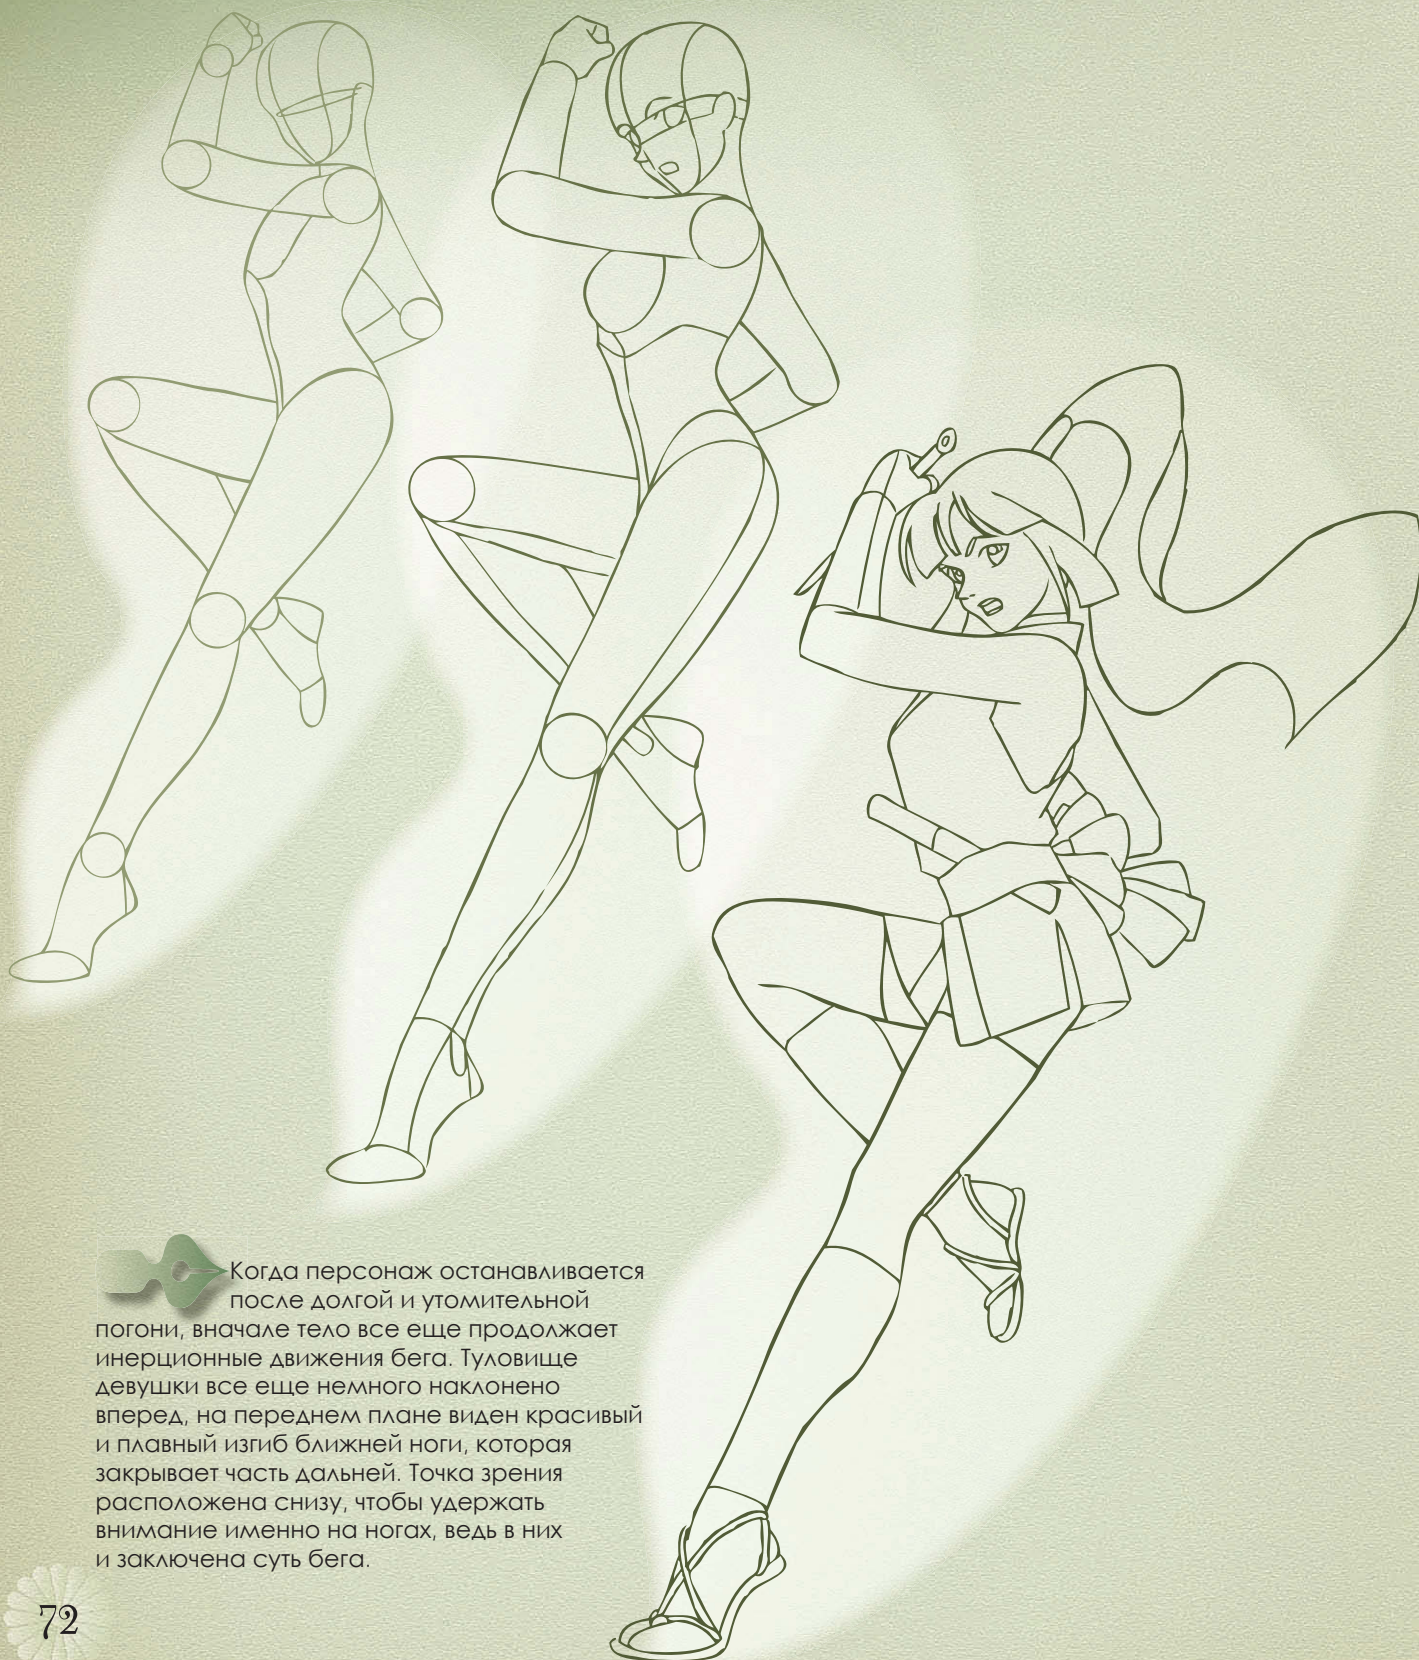 Когда персонаж останавливается
после долгой и утомительной
погони, вначале тело все еще продолжает
инерционные движения бега. Туловище
девушки все еще немного наклонено
вперед, на переднем плане виден красивый
и плавный изгиб ближней ноги, которая
закрывает часть дальней. Точка зрения
расположена снизу, чтобы удержать
внимание именно на ногах, ведь в них
и заключена суть бега.
72